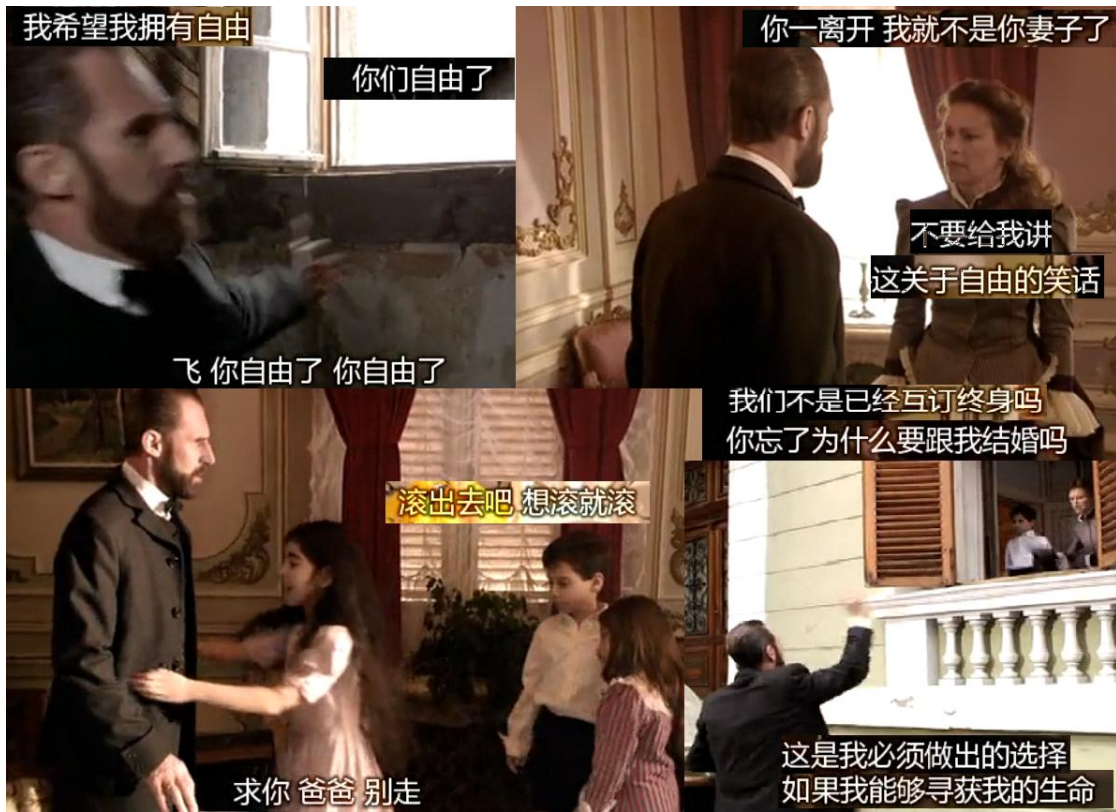 我希望我拥有自由
你们自由了
飞 你自由了 你自由了
你一离开 我就不是你妻子了
不要给我讲
这关于自由的笑话
我们不是已经互订终身吗
你忘了为什么要跟我结婚吗
滚出去吧 想滚就滚
求你 爸爸 别走
这是我必须做出的选择
如果我能够寻获我的生命